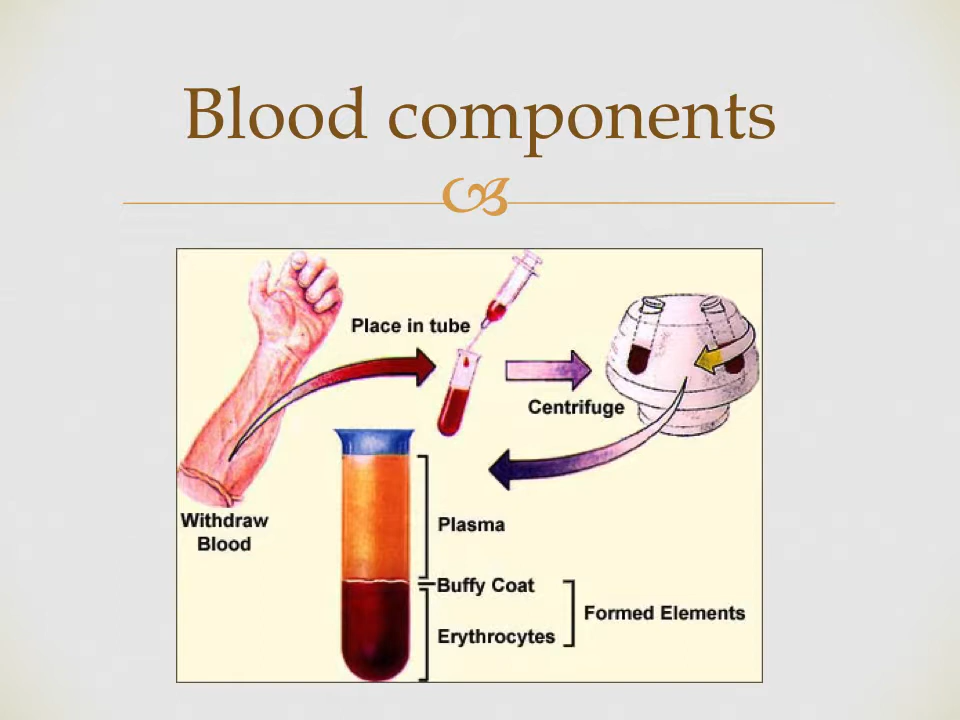 Blood components
Place in tube
Centrifuge
Withdraw
Blood
Plasma
Buffy Coat
Formed Elements
Erythrocytes